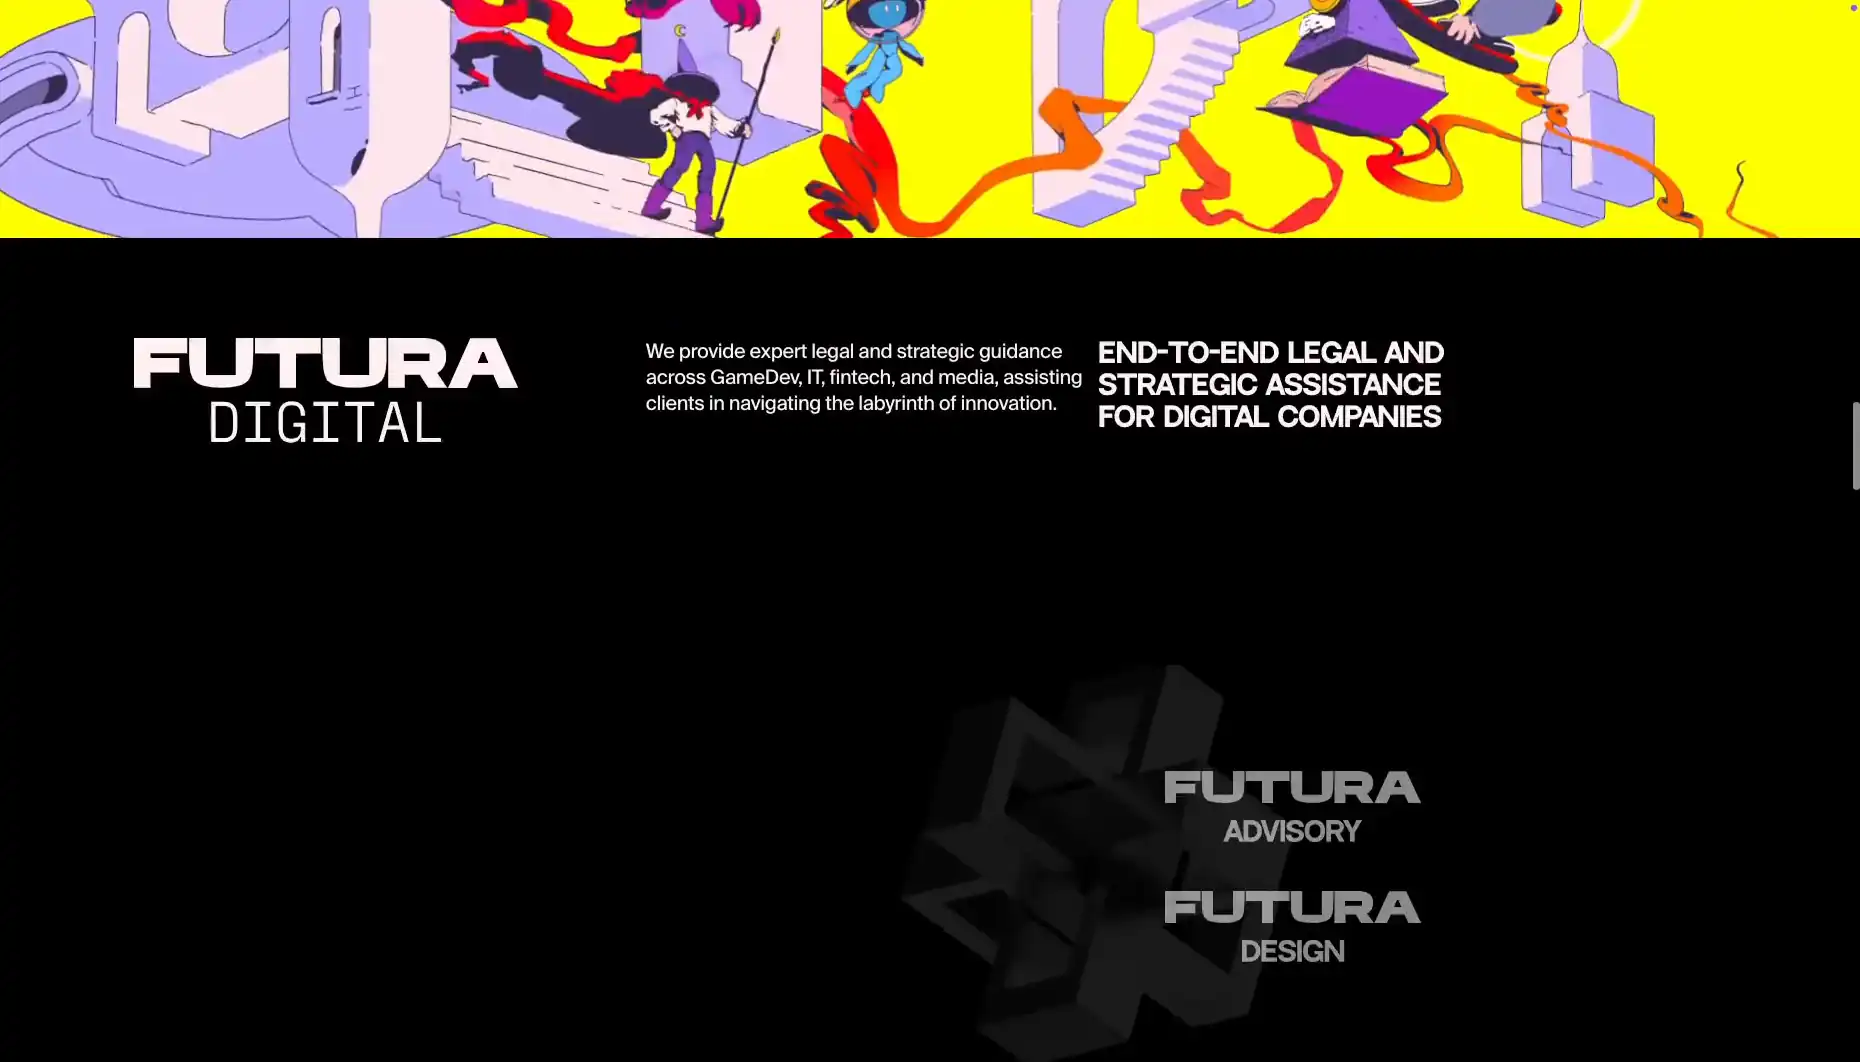 FUTURA
DIGITAL
We provide expert legal and strategic guidance
across GameDev, IT, fintech, and media, assisting
clients in navigating the labyrinth of innovation.
END-TO-END LEGAL AND
STRATEGIC ASSISTANCE
FOR DIGITAL COMPANIES
FUTURA
ADVISORY
FUTURA
DESIGN